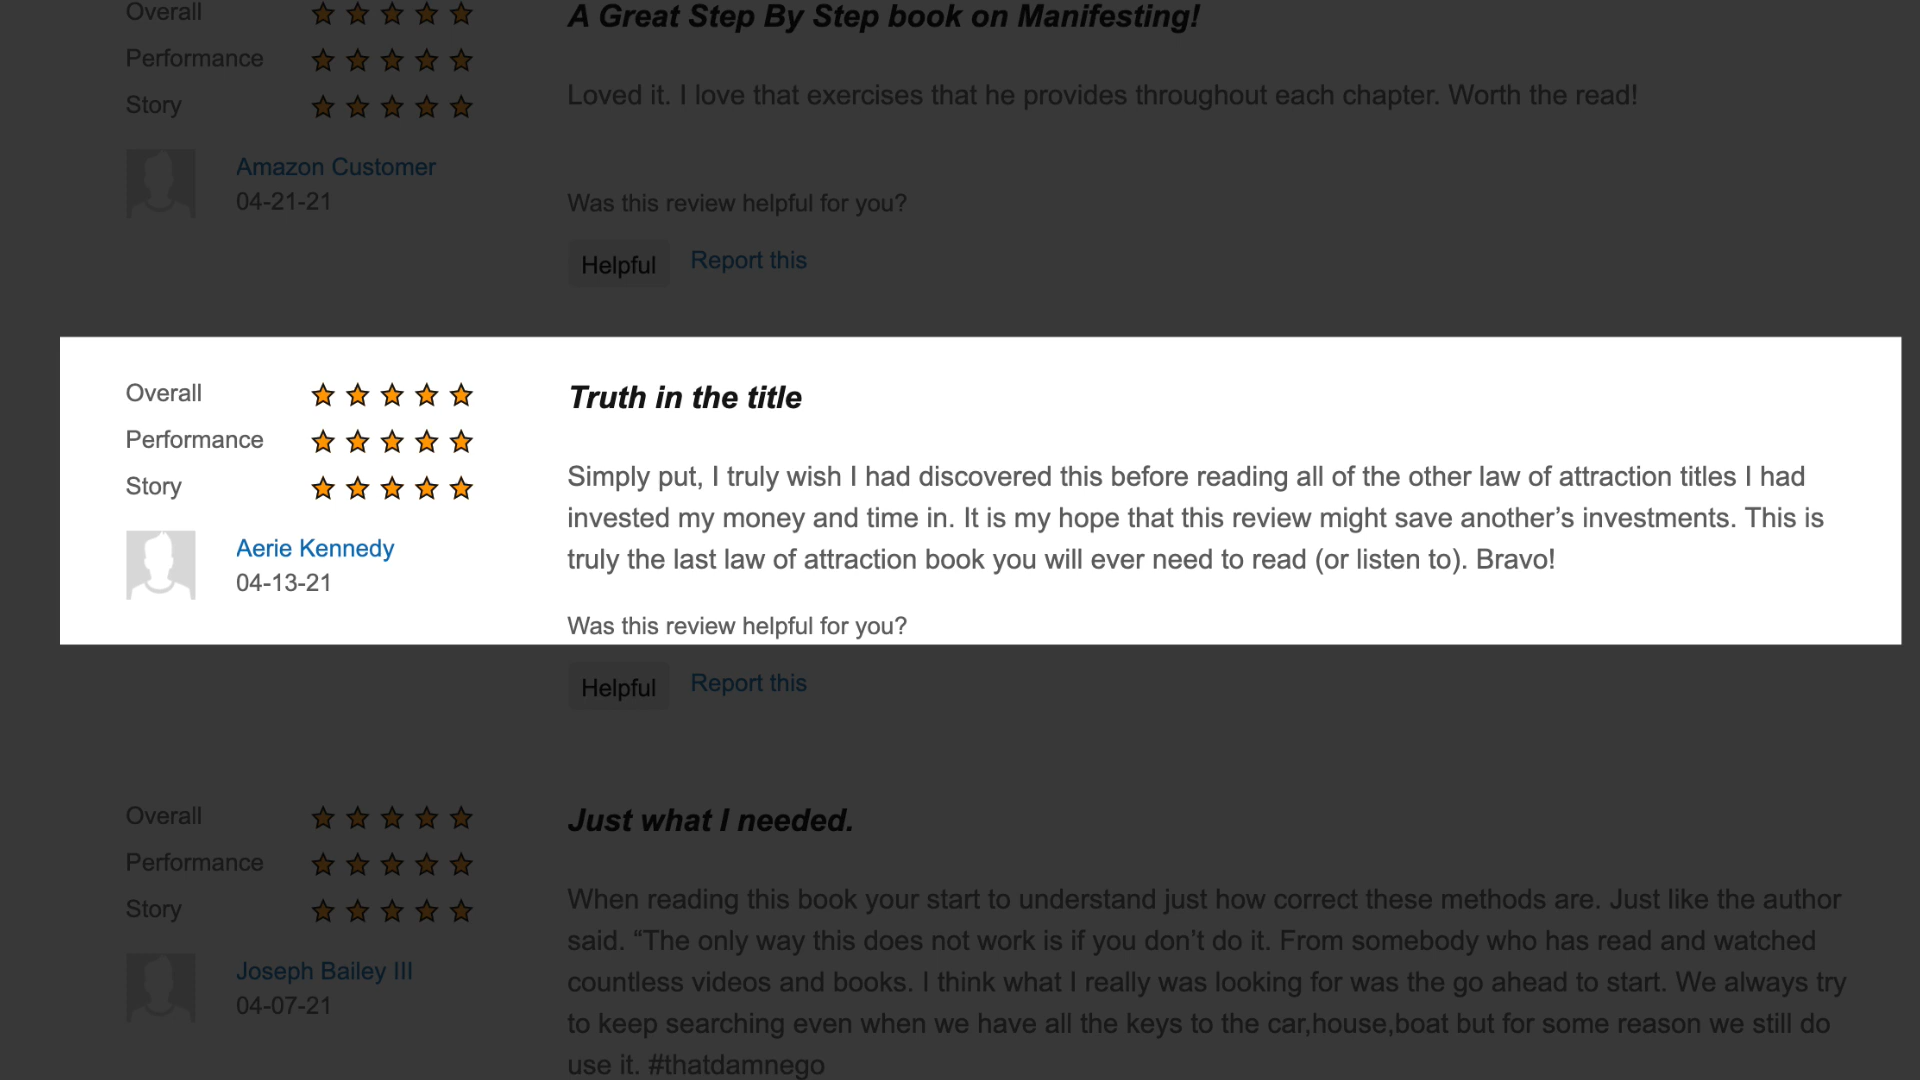 Overall
Performance
Story
Amazon Customer
04-21-21
A Great Step By Step book on Manifesting!
Loved it. I love that exercises that he provides throughout each chapter. Worth the read!
Was this review helpful for you?
Helpful
Report this
Overall
Performance
Story
Aerie Kennedy
04-13-21
Truth in the title
Simply put, I truly wish I had discovered this before reading all of the other law of attraction titles I had
invested my money and time in. It is my hope that this review might save another’s investments. This is
truly the last law of attraction book you will ever need to read (or listen to). Bravo!
Was this review helpful for you?
Helpful
Report this
Overall
Performance
Story
Joseph Bailey III
04-07-21
Just what I needed.
When reading this book your start to understand just how correct these methods are. Just like the author
said. “The only way this does not work is if you don’t do it. From somebody who has read and watched
countless videos and books. I think what I really was looking for was the go ahead to start. We always try
to keep searching even when we have all the keys to the car,house,boat but for some reason we still do
use it. #thatdamnego